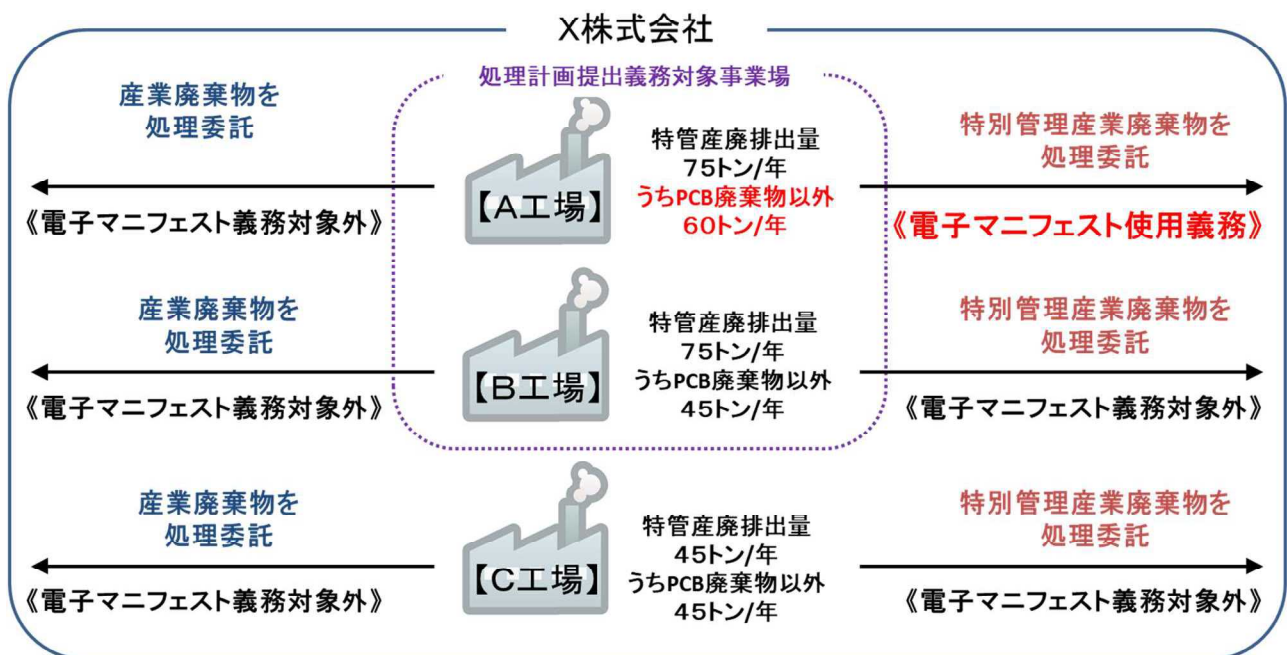 X株式会社
処理計画提出義務対象事業場
産業廃棄物を
処理委託
《電子マニフェスト義務対象外》
【A工場】
特管産廃排出量
75トン/年
うちPCB廃棄物以外
60トン/年
特別管理産業廃棄物を
処理委託
《電子マニフェスト使用義務》
産業廃棄物を
処理委託
《電子マニフェスト義務対象外》
【B工場】
特管産廃排出量
75トン/年
うちPCB廃棄物以外
45トン/年
特別管理産業廃棄物を
処理委託
《電子マニフェスト義務対象外》
産業廃棄物を
処理委託
《電子マニフェスト義務対象外》
【C工場】
特管産廃排出量
45トン/年
うちPCB廃棄物以外
45トン/年
特別管理産業廃棄物を
処理委託
《電子マニフェスト義務対象外》